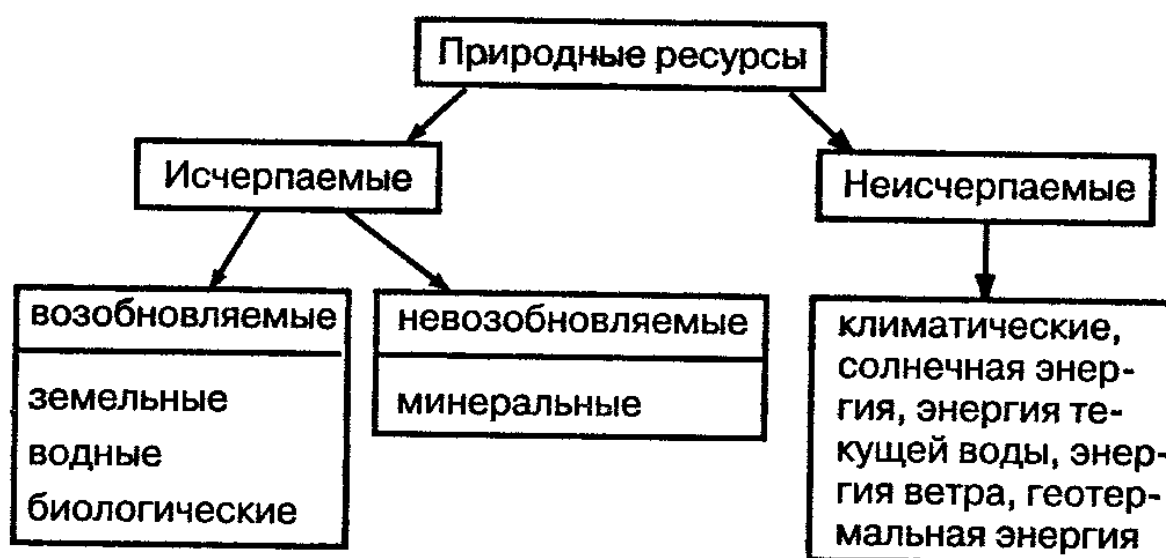 Природные ресурсы
Исчерпаемые
Неисчерпаемые
возобновляемые
земельные
водные
биологические
невозобновляемые
минеральные
климатические,
солнечная энер-
гия, энергия те-
кущей воды, энер-
гия ветра, геотер-
мальная энергия